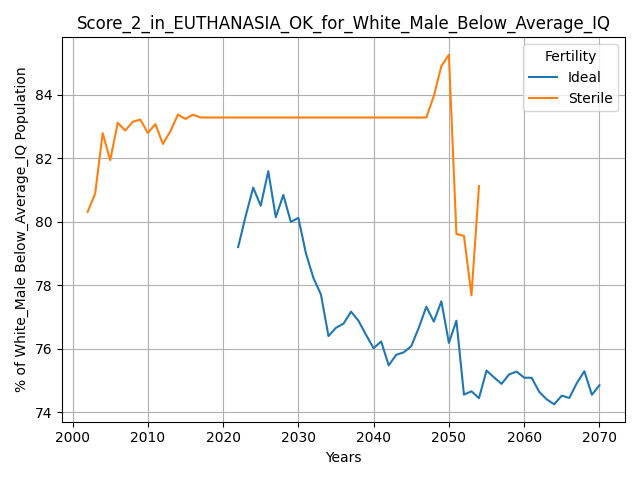 Score_2_in_EUTHANASIA_OK_for_White_Male_Below_Average_IQ
% of White_Male Below_Average_IQ Population
84
82
80
78
76
74
Fertility
Ideal
Sterile
2000 2010 2020 2030 2040 2050 2060 2070
Years